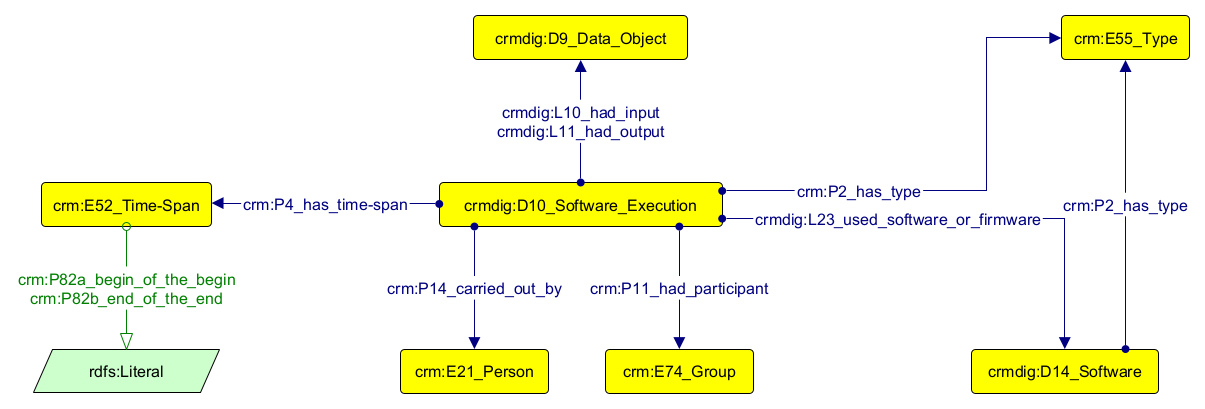 crmdig:D9_Data_Object
crm:E55_Type
crmdig:L10_had_input
crmdig:L11_had_output
crm:E52_Time-Span
crm:P4_has_time-span
crmdig:D10_Software_Execution
crm:P2_has_type
crm:P2_has_type
crmdig:L23_used_software_or_firmware
crm:P82a_begin_of_the_begin
crm:P82b_end_of_the_end
crm:P14_carried_out_by
crm:P11_had_participant
rdfs:Literal
crm:E21_Person
crm:E74_Group
crmdig:D14_Software